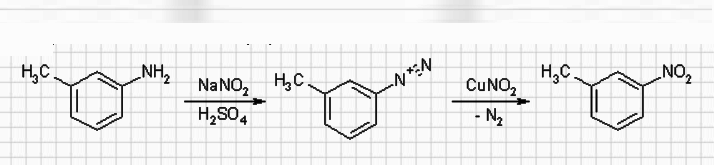 H₃C NH₂ NaNO₂ H₂SO₄ H₃C N⁺ N CuNO₂ - N₂ H₃C NO₂